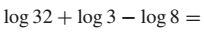 log 32 + log 3 − log 8 =